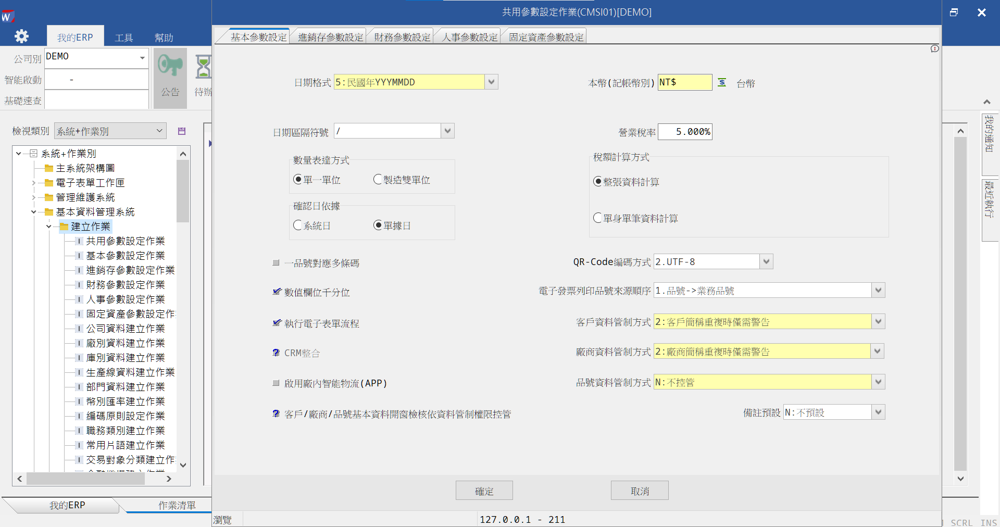 共用參數設定作業(CMSI01)[DEMO]
W
我的ERP
工具
幫助
基本參數設定
進銷存參數設定
財務參數設定
人事參數設定
固定資產參數設定
公司別
DEMO
智能啟動
-
基礎速查
公告
待辦
檢視類別
系統+作業別
系統+作業別
主系統架構圖
電子表單工作匣
管理維護系統
基本資料管理系統
建立作業
共用參數設定作業
基本參數設定作業
進銷存參數設定作業
財務參數設定作業
人事參數設定作業
固定資產參數設定作
公司資料建立作業
廠別資料建立作業
庫別資料建立作業
生產線資料建立作業
部門資料建立作業
幣別匯率建立作業
編碼原則設定作業
職務類別建立作業
常用片語建立作業
交易對象分類建立作
我的ERP
作業清單
日期格式
5:民國年YYYMMDD
本幣(記帳幣別)
NT$
台幣
日期區隔符號
/
營業稅率
5.000%
數量表達方式
單一單位
製造雙單位
稅額計算方式
整張資料計算
單身單筆資料計算
確認日依據
系統日
單據日
一品號對應多條碼
QR-Code編碼方式
2.UTF-8
數值欄位千分位
電子發票列印品號來源順序
1.品號->業務品號
執行電子表單流程
客戶資料管制方式
2:客戶簡稱重複時僅需警告
CRM整合
廠商資料管制方式
2:廠商簡稱重複時僅需警告
啟用廠內智能物流(APP)
品號資料管制方式
N:不控管
客戶/廠商/品號基本資料開窗檢核依資料管制權限控管
備註預設
N:不預設
確定
取消
瀏覽
127.0.0.1 - 211
我的通知
最近執行
SCRL
INS